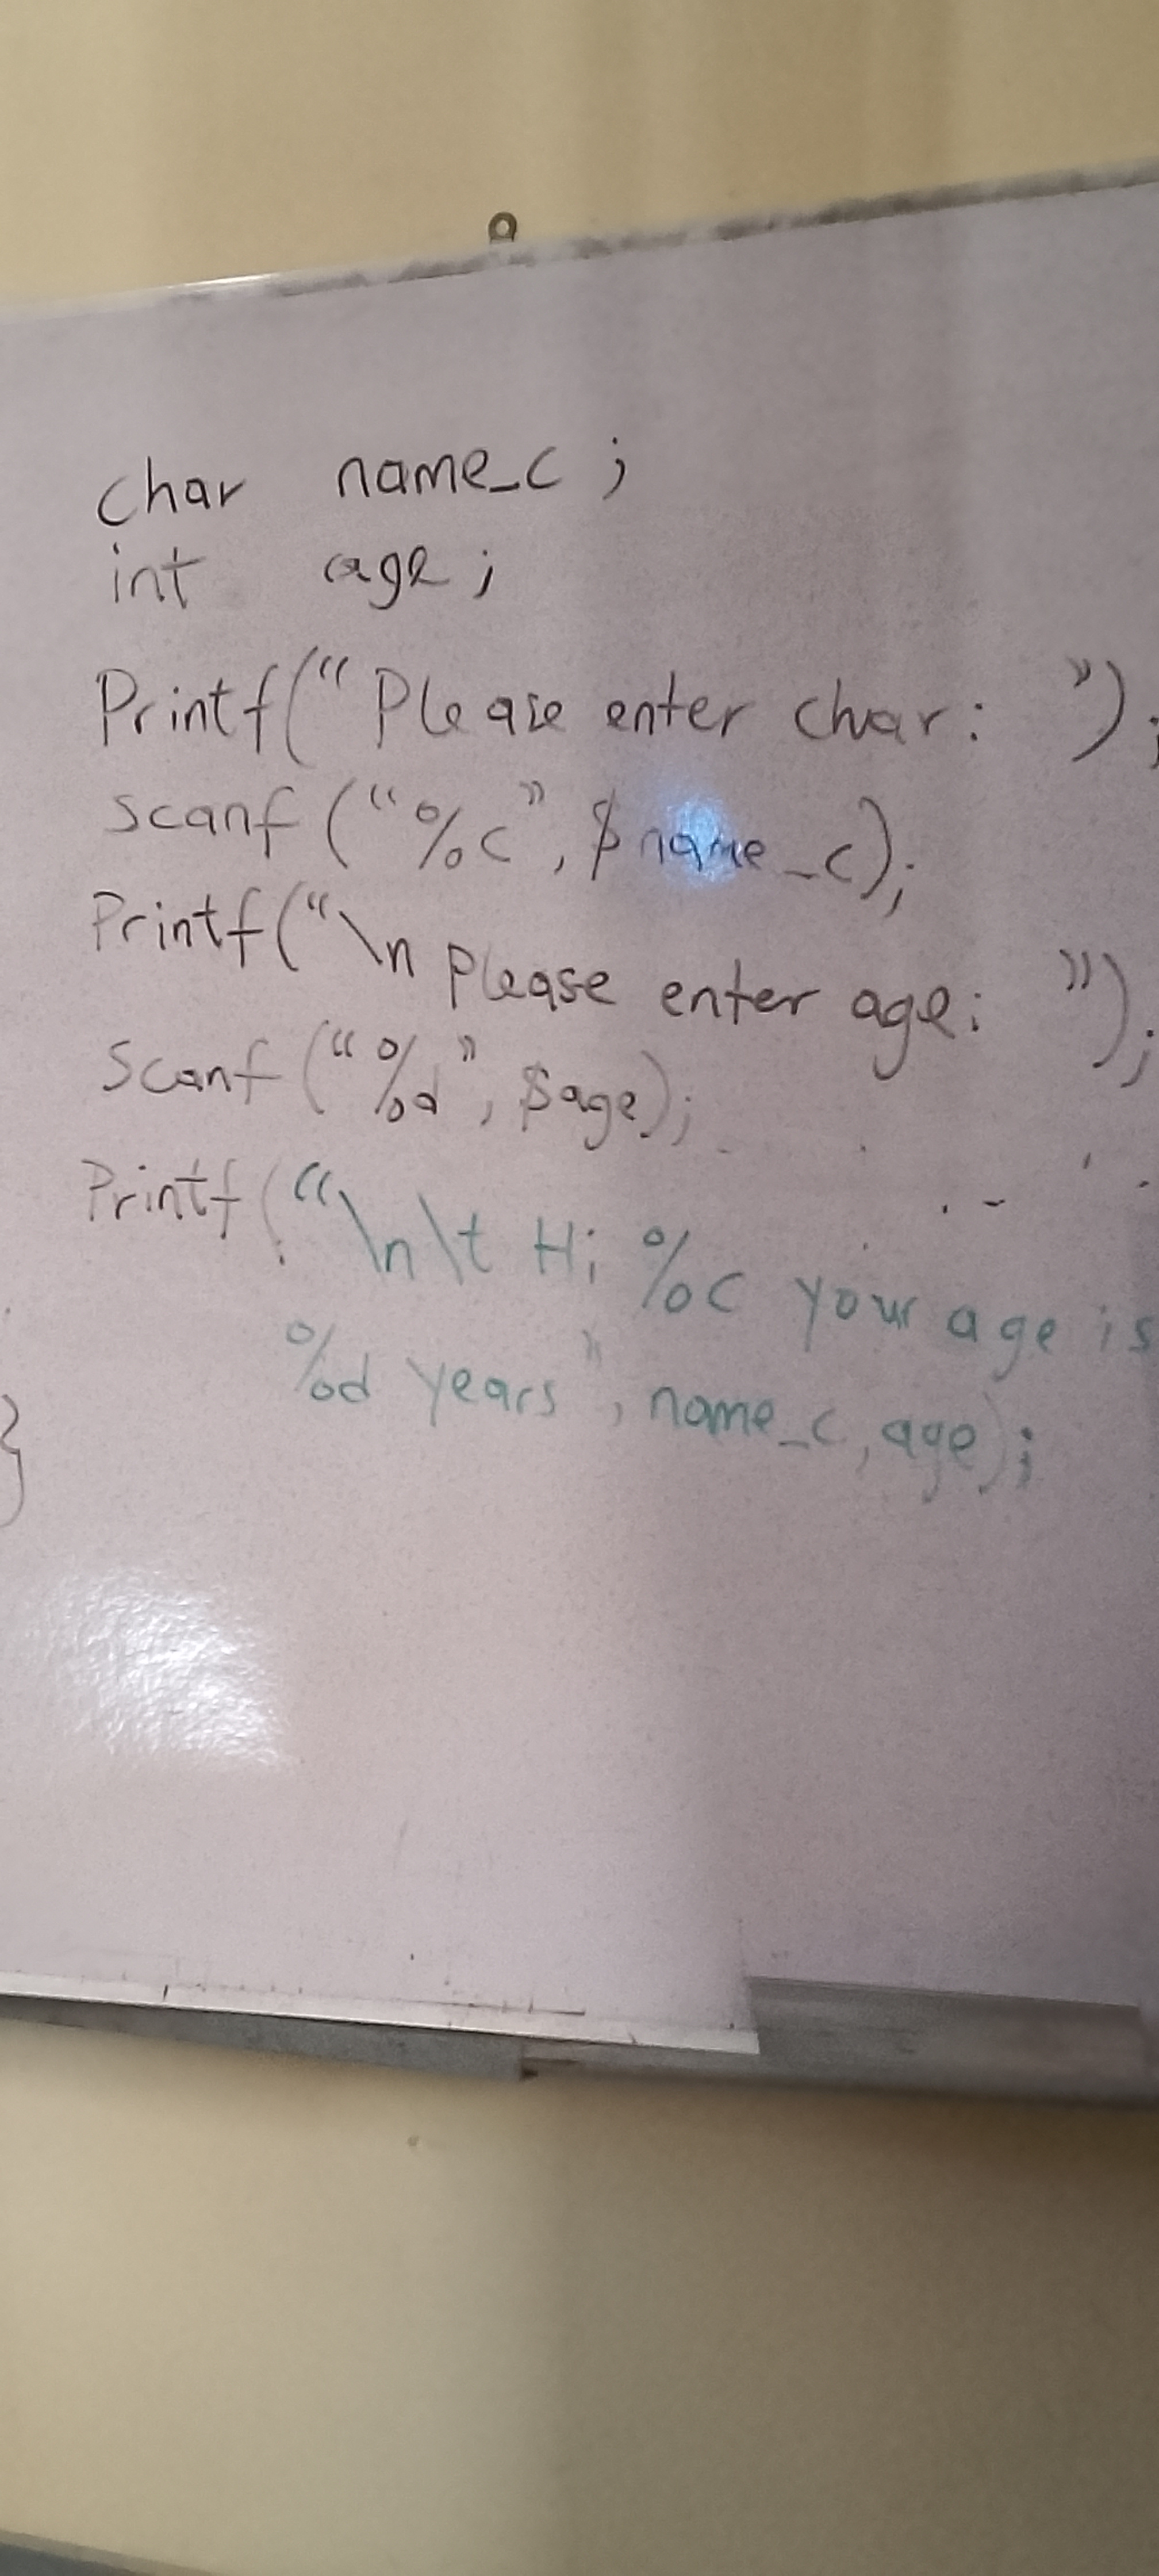 char name_c ;
int age ;
Printf(“Please enter char: ”);
scanf (“%c”, $name_c);
Printf(“\n Please enter age: ”);
Scanf (“%d”, $age);
Printf(“\n\t Hi %c your age is
%d years”, name_c, age);
}